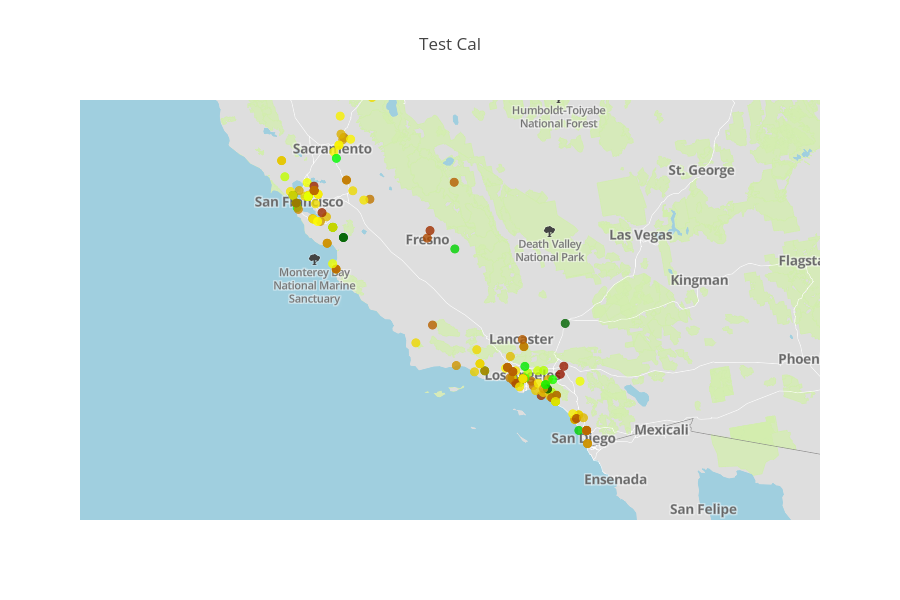 Test Cal
Humboldt-Toiyabe
National Forest
Sacramento
St. George
San Francisco
Las Vegas
Fresno
Death Valley
National Park
Flagsta
Kingman
Monterey Bay
National Marine
Sanctuary
Lancaster
Phoen
Los Angeles
Mexicali
San Diego
Ensenada
San Felipe